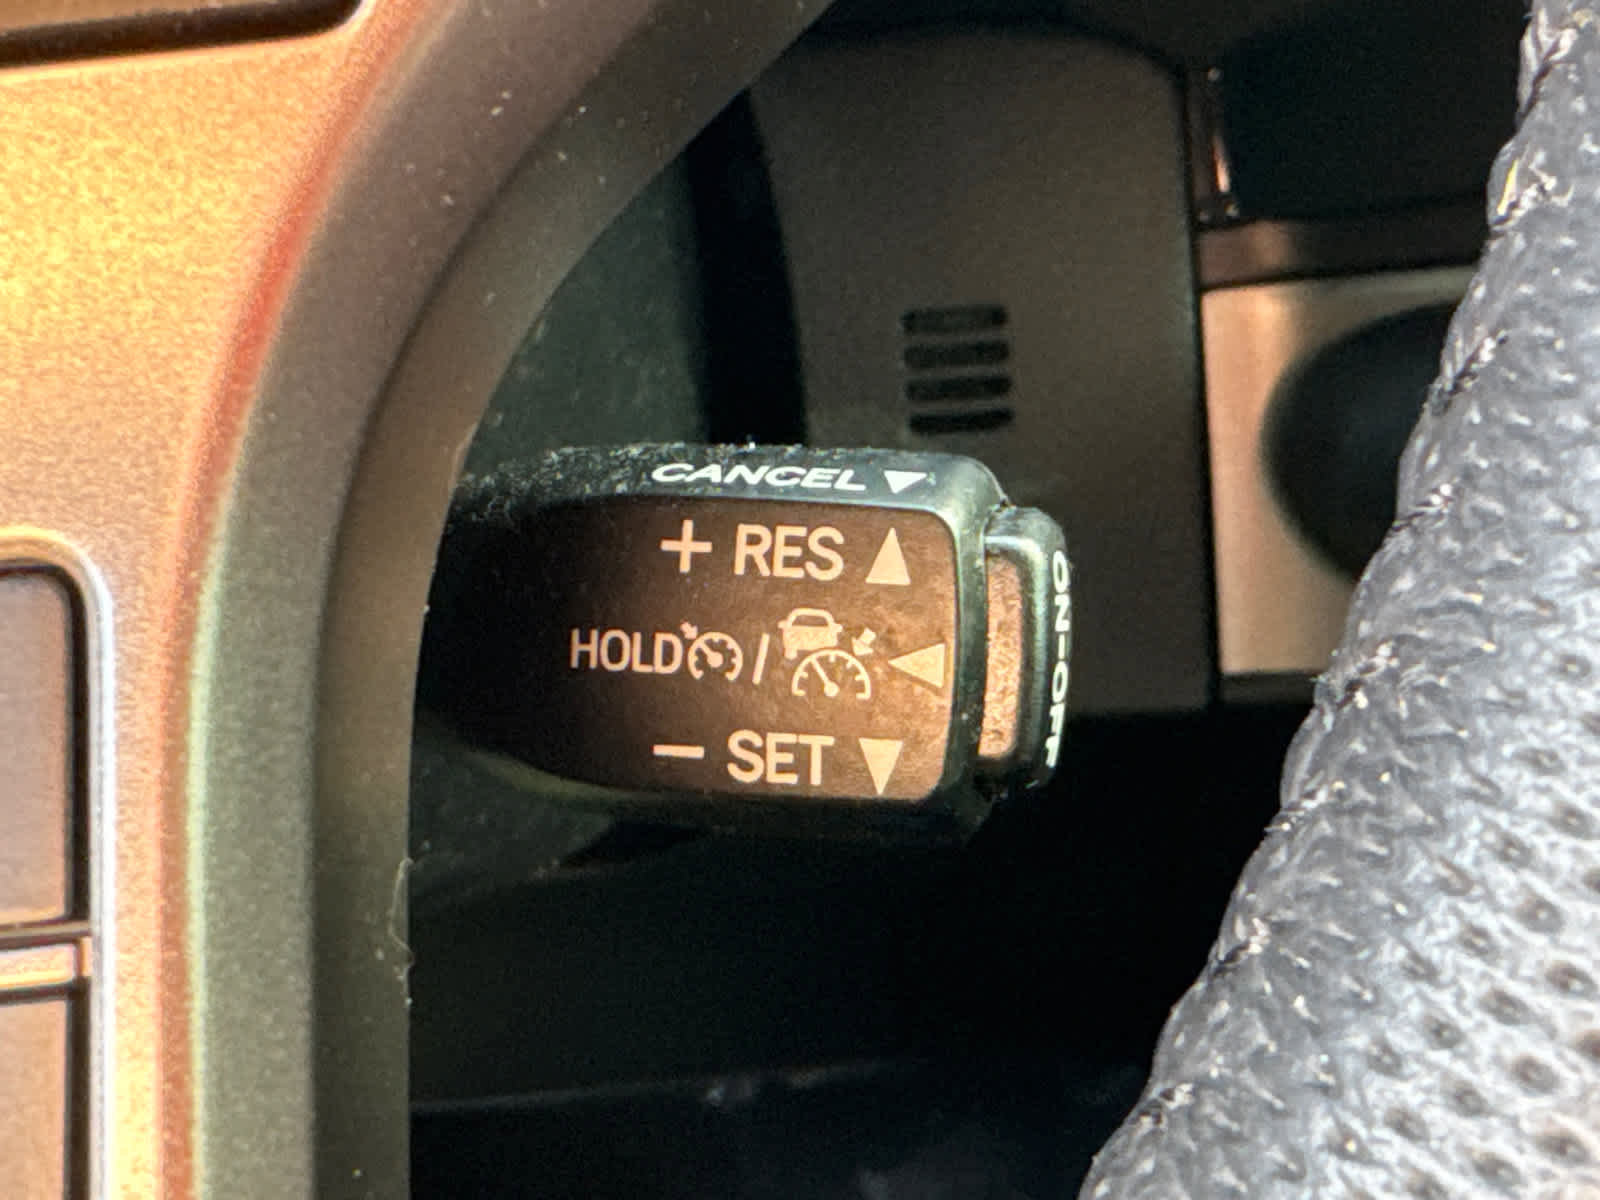 CANCEL ▼
+ RES ▲
HOLD / ◀
− SET ▼
ON-OFF